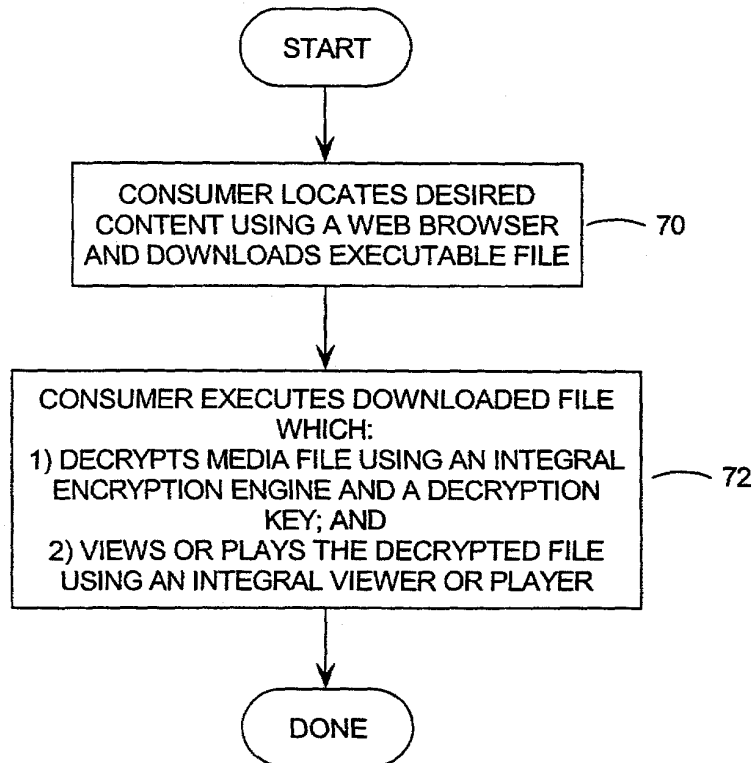 START
CONSUMER LOCATES DESIRED
CONTENT USING A WEB BROWSER
AND DOWNLOADS EXECUTABLE FILE
70
CONSUMER EXECUTES DOWNLOADED FILE
WHICH:
1) DECRYPTS MEDIA FILE USING AN INTEGRAL
ENCRYPTION ENGINE AND A DECRYPTION
KEY; AND
2) VIEWS OR PLAYS THE DECRYPTED FILE
USING AN INTEGRAL VIEWER OR PLAYER
72
DONE